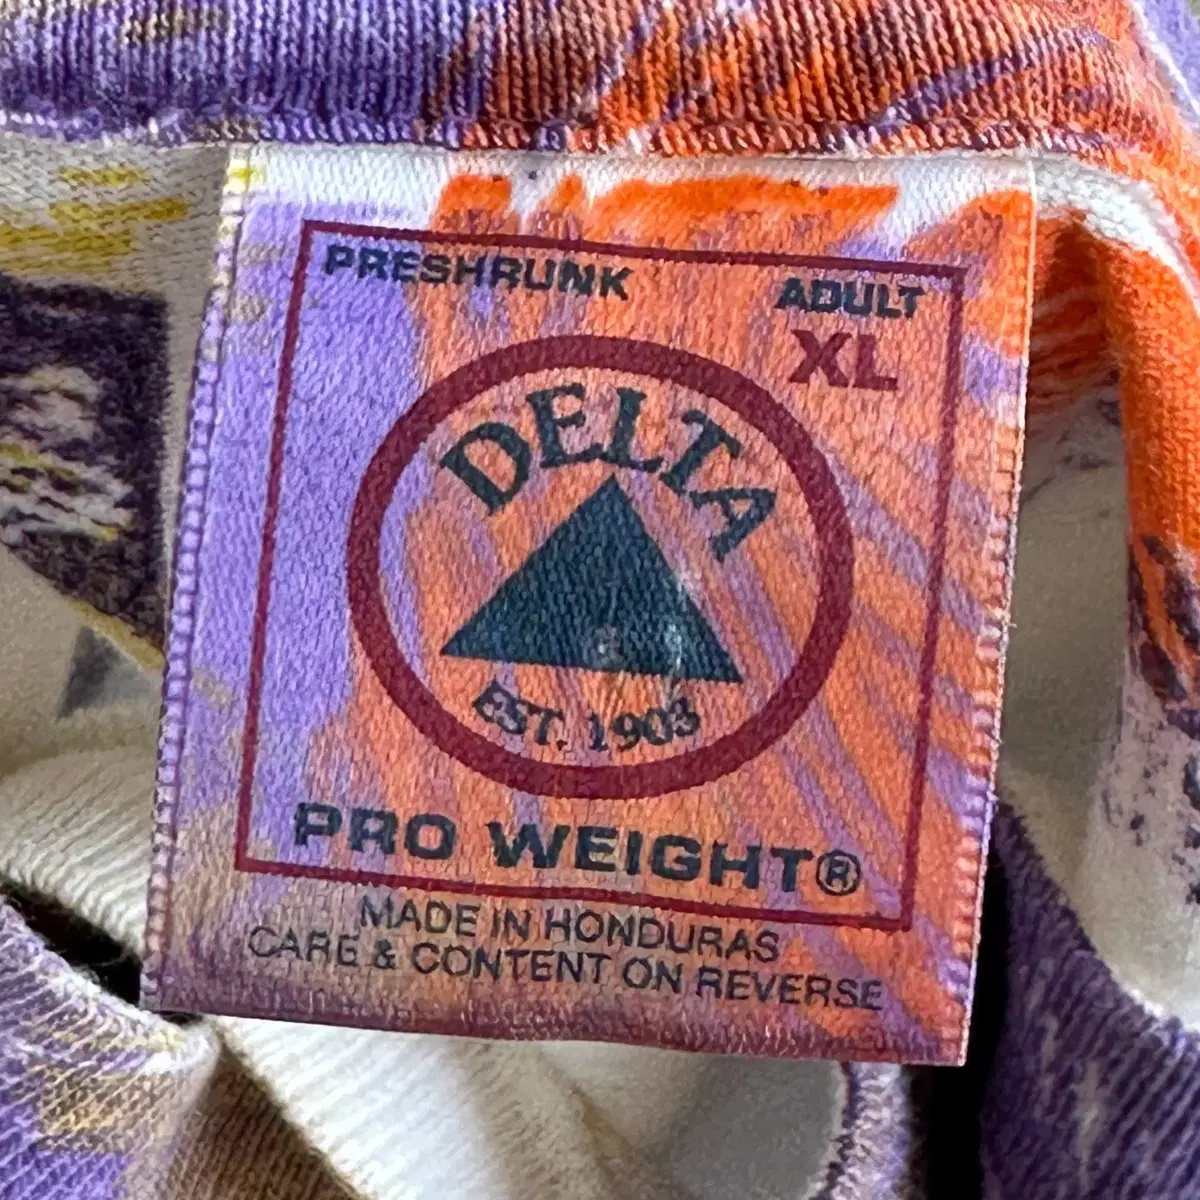 PRESHRUNK
ADULT
XL
DELTA
EST. 1903
PRO WEIGHT®
MADE IN HONDURAS
CARE & CONTENT ON REVERSE